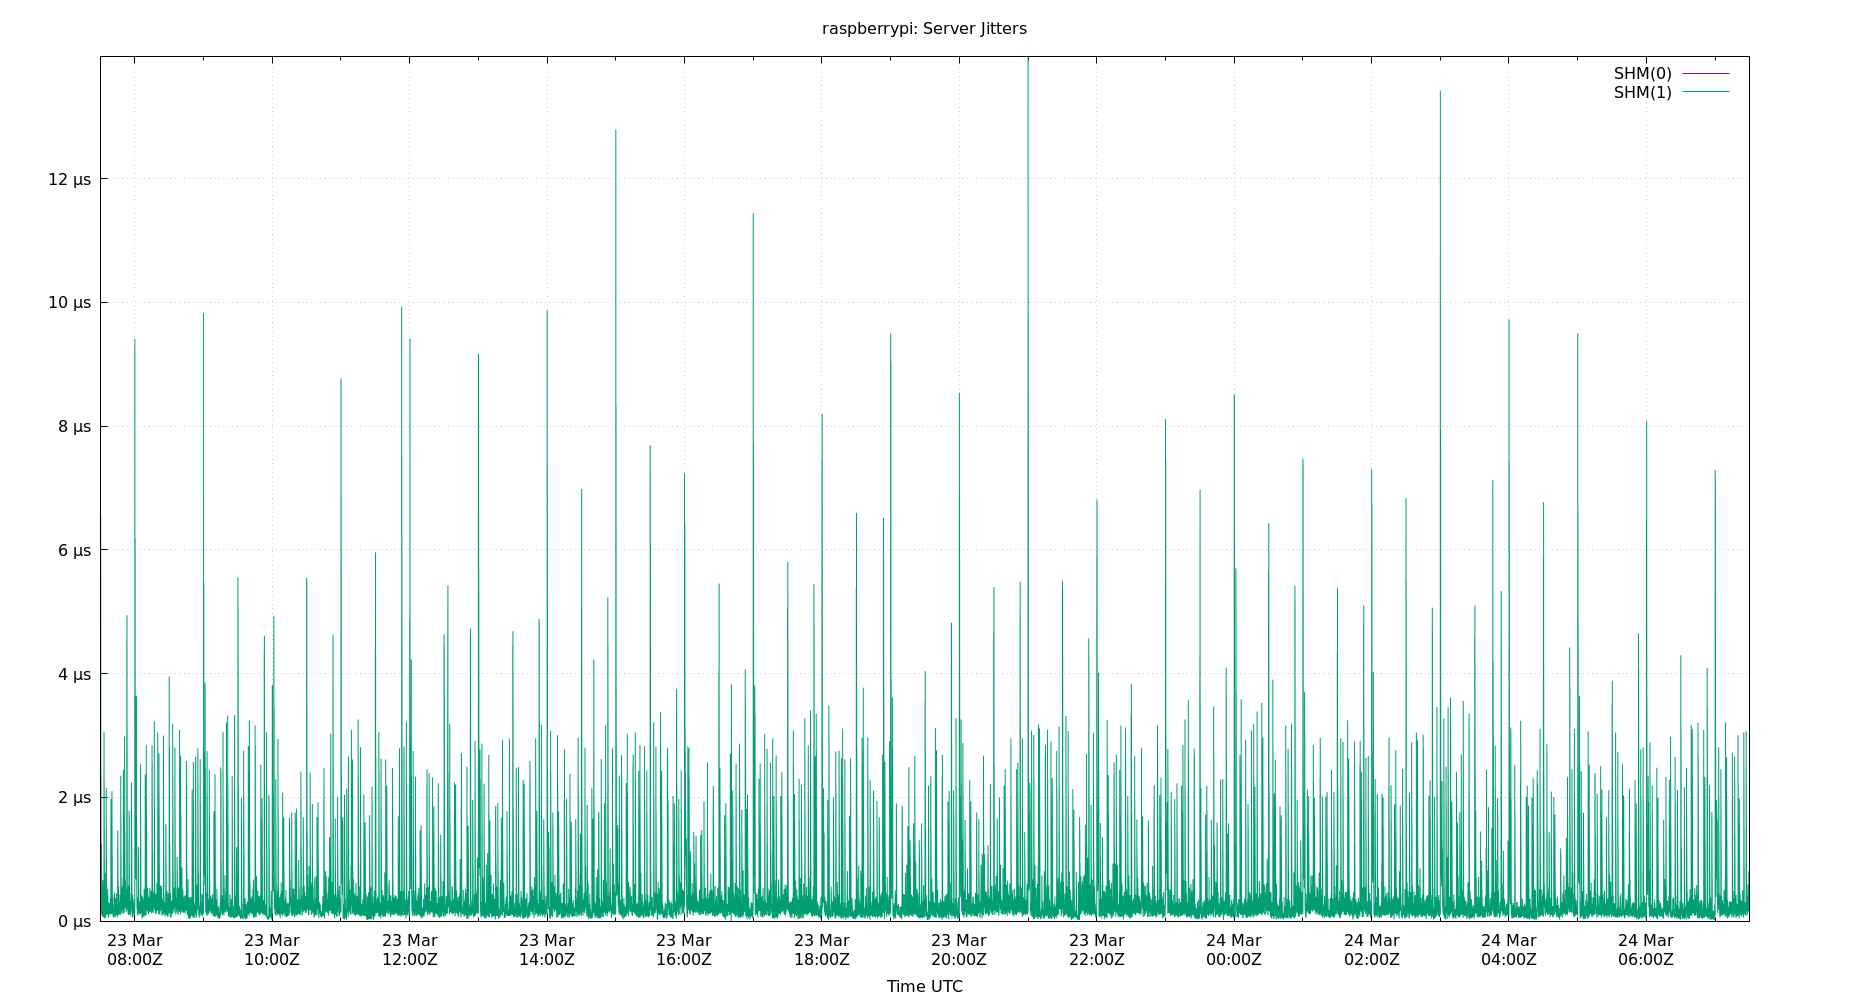 raspberrypi: Server Jitters
SHM(0)
SHM(1)
12 µs
10 µs
8 µs
6 µs
4 µs
2 µs
0 µs
23 Mar 08:00Z
23 Mar 10:00Z
23 Mar 12:00Z
23 Mar 14:00Z
23 Mar 16:00Z
23 Mar 18:00Z
23 Mar 20:00Z
23 Mar 22:00Z
24 Mar 00:00Z
24 Mar 02:00Z
24 Mar 04:00Z
24 Mar 06:00Z
Time UTC